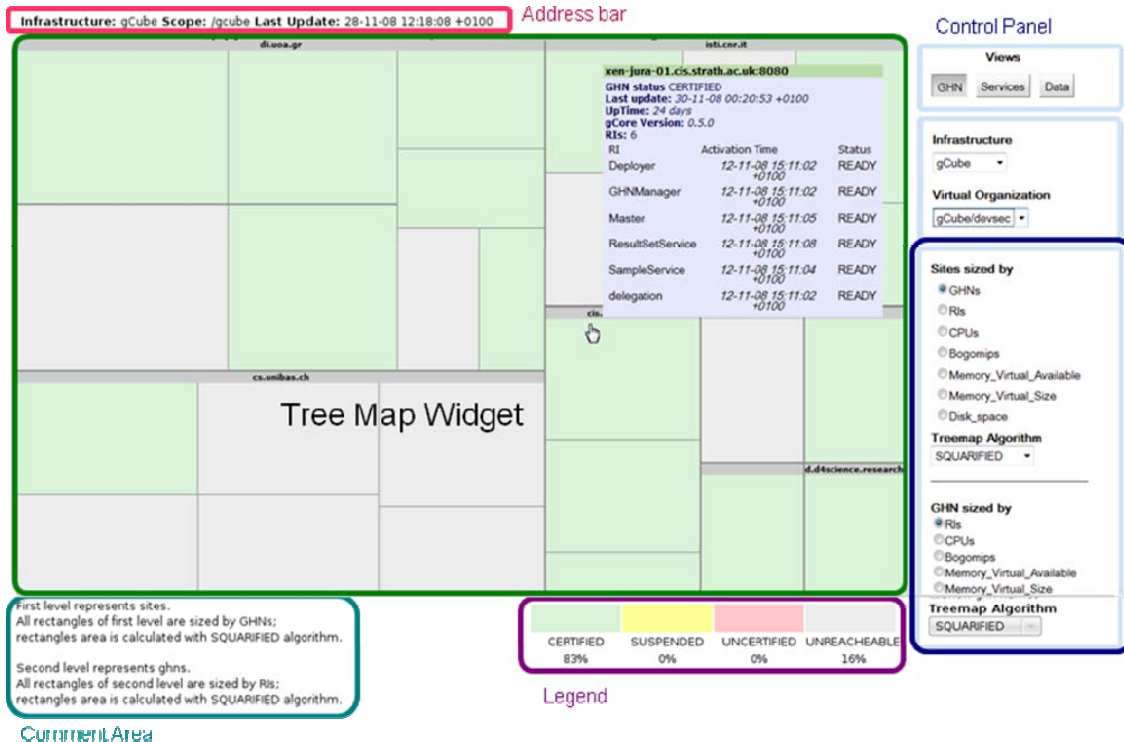 Infrastructure: gCube Scope: /gcube Last Update: 28-11-08 12:18:08 +0100
Address bar
Control Panel
di.uoa.gr
isti.cnr.it
xen-jura-01.cis.strath.ac.uk:8080
GHN status CERTIFIED
Last update: 30-11-08 00:20:53 +0100
UpTime: 24 days
gCore Version: 0.5.0
RIs: 6
RI Activation Time Status
Deployer 12-11-08 15:11:02 +0100 READY
GHNManager 12-11-08 15:11:02 +0100 READY
Master 12-11-08 15:11:05 +0100 READY
ResultSetService 12-11-08 15:11:08 +0100 READY
SampleService 12-11-08 15:11:04 +0100 READY
delegation 12-11-08 15:11:02 +0100 READY
cis.
cs.unibas.ch
Tree Map Widget
d.d4science.research
Views
GHN Services Data
Infrastructure
gCube
Virtual Organization
gCube/devsec
Sites sized by
GHNs
RIs
CPUs
Bogomips
Memory_Virtual_Available
Memory_Virtual_Size
Disk_space
Treemap Algorithm
SQUARIFIED
GHN sized by
RIs
CPUs
Bogomips
Memory_Virtual_Available
Memory_Virtual_Size
Treemap Algorithm
SQUARIFIED
First level represents sites.
All rectangles of first level are sized by GHNs;
rectangles area is calculated with SQUARIFIED algorithm.
Second level represents ghns.
All rectangles of second level are sized by RIs;
rectangles area is calculated with SQUARIFIED algorithm.
CERTIFIED SUSPENDED UNCERTIFIED UNREACHEABLE
83% 0% 0% 16%
Legend
Comment Area